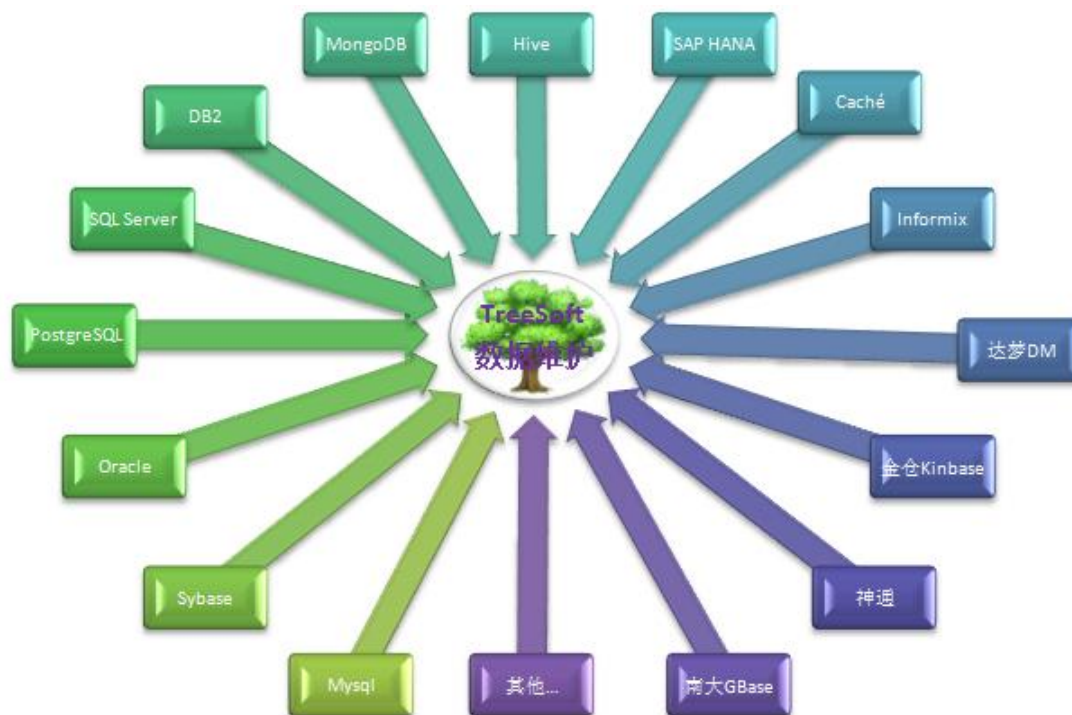 MongoDB
Hive
SAP HANA
DB2
Caché
SQL Server
Informix
TreeSoft
数据维护
PostgreSQL
达梦DM
Oracle
金仓Kinbase
Sybase
神通
Mysql
其他...
南大GBase